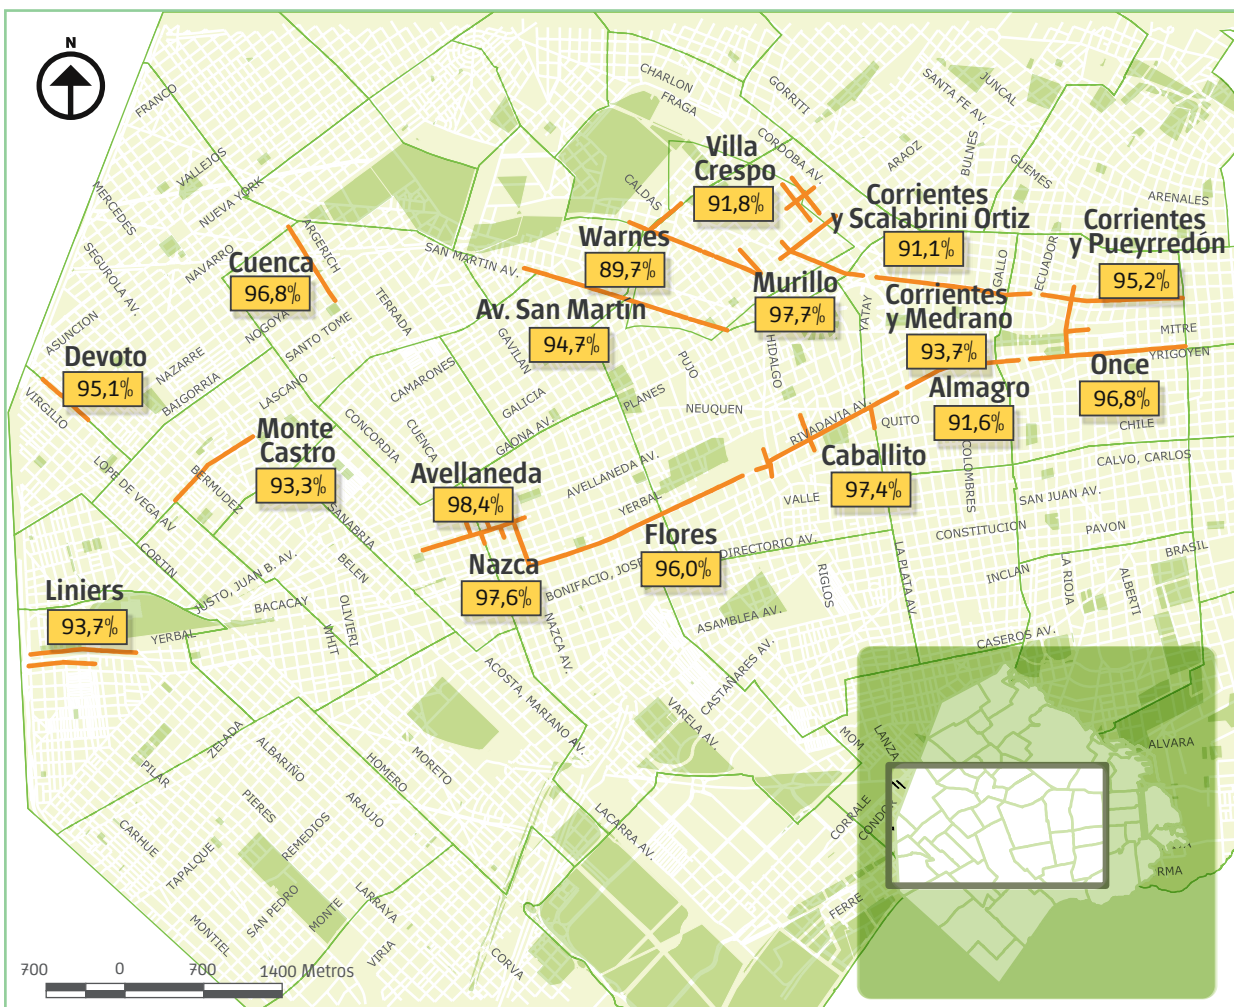 N
FRANCO
VALLEJOS
MERCEDES
NUEVA YORK
SEGUROLA AV.
NAVARRO
ARGERICH
ASUNCION
NAZARRE
NOGOYA
SANTO TOME
BAIGORRIA
LASCANO
VIRGILIO
TERRADA
SAN MARTIN AV.
CHARLON
FRAGA
GORRITI
CORDOBA AV.
CALDAS
SANTA FE AV.
JUNCAL
ARAOZ
BULNES
GUEMES
ARENALES
Villa
Crespo
91,8%
Corrientes
y Scalabrini Ortiz
91,1%
Corrientes
y Pueyrredón
95,2%
Warnes
89,7%
Cuenca
96,8%
Murillo
97,7%
GALLO
ECUADOR
YATAY
Corrientes
y Medrano
93,7%
Av. San Martín
94,7%
GAVILAN
MITRE
YRIGOYEN
HIDALGO
PUJO
Devoto
95,1%
Once
96,8%
Almagro
91,6%
CAMARONES
GALICIA
PLANES
NEUQUEN
RIVADAVIA AV.
QUITO
CHILE
CONCORDIA
CUENCA
GAONA AV.
Monte
Castro
93,3%
Avellaneda
98,4%
AVELLANEDA AV.
YERBAL
Caballito
97,4%
VALLE
COLOMBRES
CALVO, CARLOS
SAN JUAN AV.
LOPE DE VEGA AV
BERMUDEZ
SANABRIA
CONSTITUCION
PAVON
BRASIL
CORTIN
BELEN
Flores
96,0%
DIRECTORIO AV.
LA PLATA AV.
INCLAN
LA RIOJA
ALBERTI
Nazca
97,6%
BONIFACIO, JOSE
RIGLOS
Liniers
93,7%
JUSTO, JUAN B. AV.
BACACAY
OLIVIERI
WHIT
YERBAL
NAZCA AV.
ASAMBLEA AV.
CASEROS AV.
ACOSTA, MARIANO AV.
CASTAÑARES AV.
VARELA AV.
ZELADA
ALBARIÑO
PILAR
HOMERO
MORETO
MOM
LANZA
ALVARA
PIERES
ARAUJO
REMEDIOS
CARHUE
TAPALQUE
LACARRA AV.
CORRALE
CONDO
RMA
SAN PEDRO
MONTE
LARRAYA
MONTIEL
VIRIA
CORVA
FERRE
700 0 700 1400 Metros